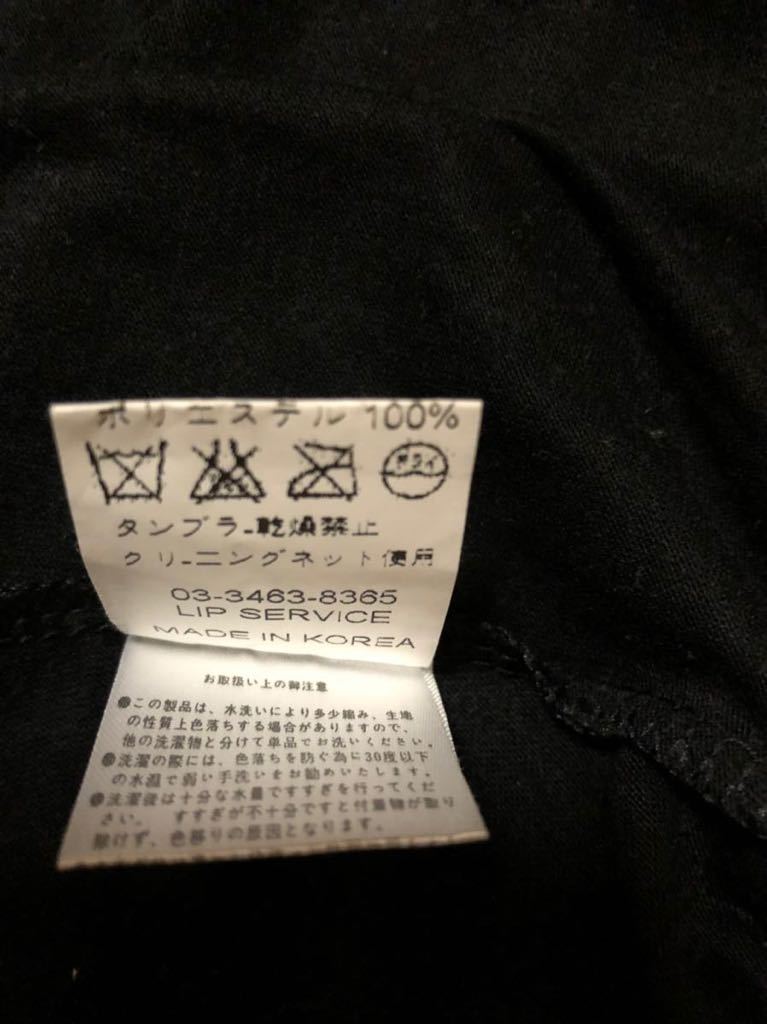 ポリエステル 100%
ドライ
タンブラー乾燥禁止
クリーニングネット使用
03-3463-8365
LIP SERVICE
MADE IN KOREA
お取扱い上の御注意
●この製品は、水洗いにより多少縮み、生地
の性質上色落ちする場合がありますので、
他の洗濯物と分けて単品でお洗いください。
●洗濯の際には、色落ちを防ぐ為に30度以下
の水温で弱い手洗いをお勧めいたします。
●洗濯後は十分な水量ですすぎを行ってくだ
さい。 すすぎが不十分ですと付着物が取り
除けず、色移りの原因となります。